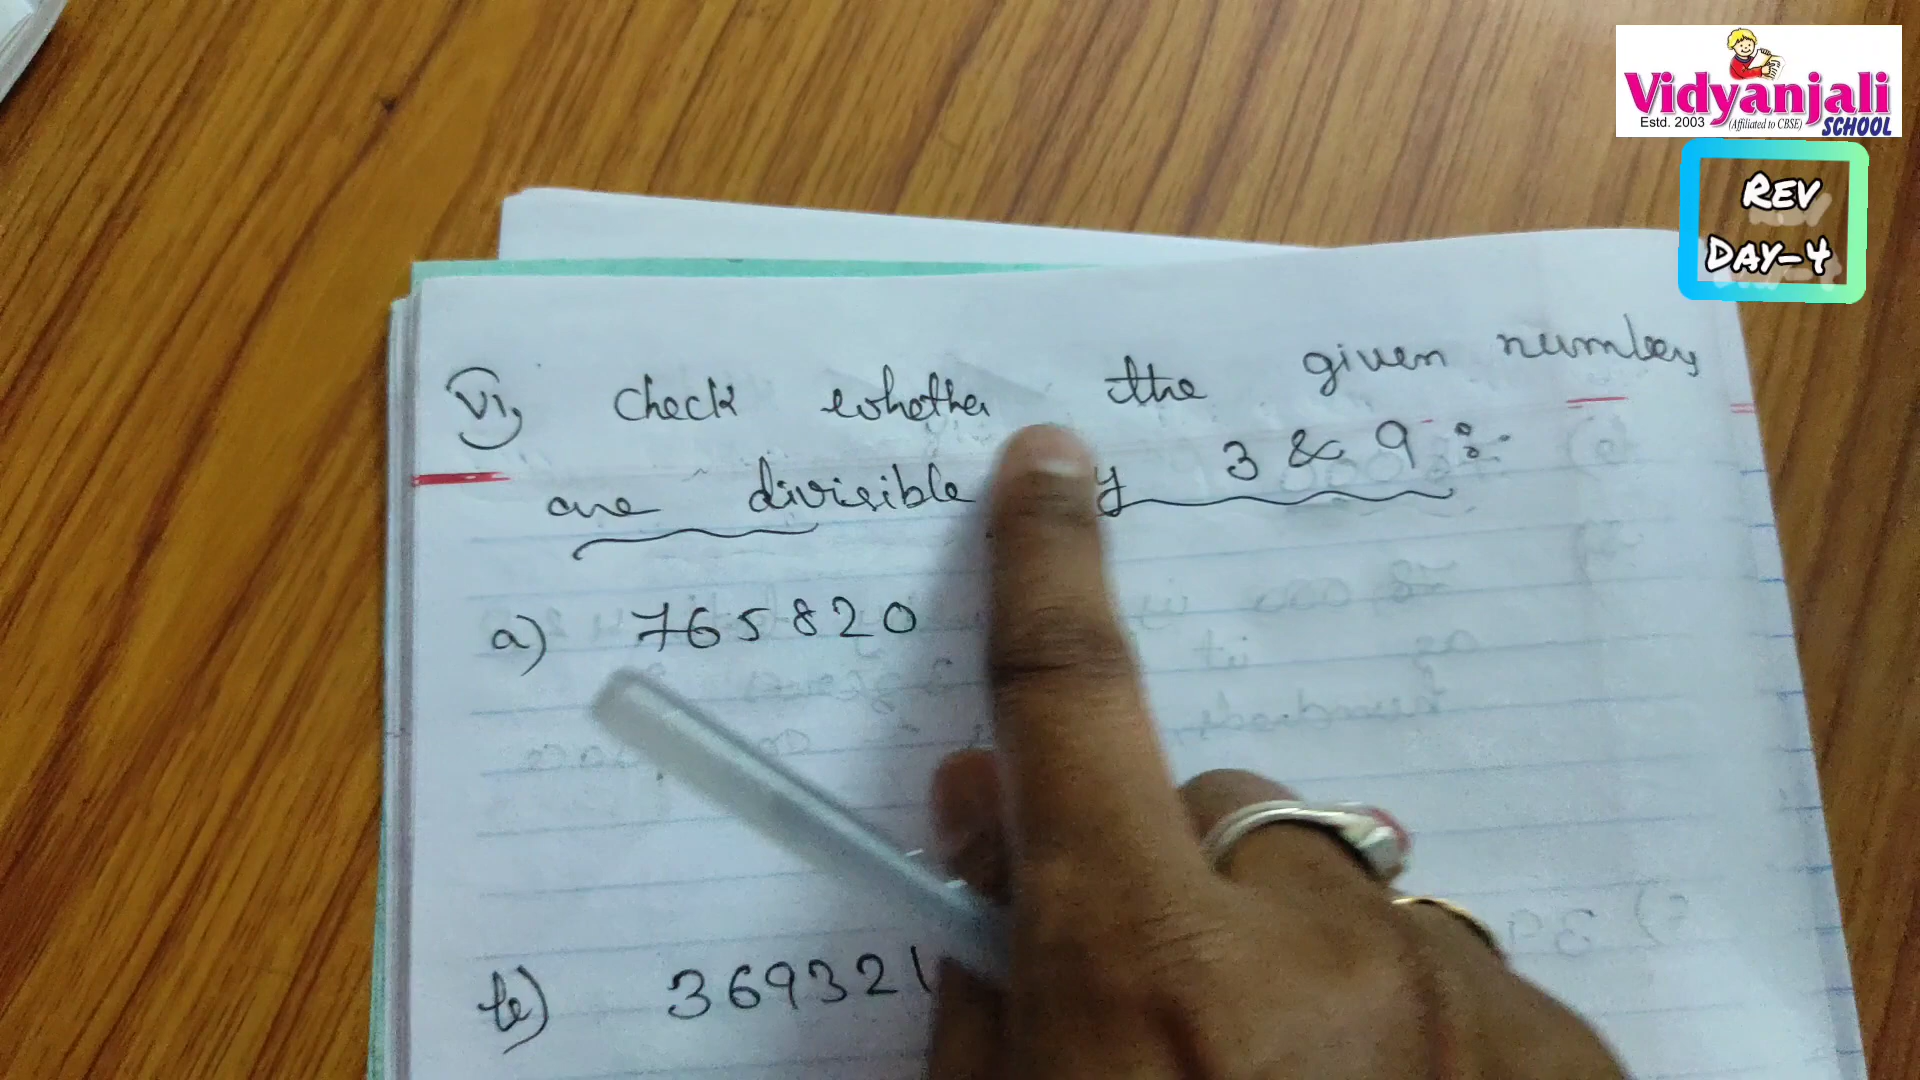 Vidyanjali
Estd. 2003 (Affiliated to CBSE) SCHOOL
REV
DAY-4
VI, Check whether the given numbers
are divisible y 3 & 9 :-
a) 765820
b) 369321